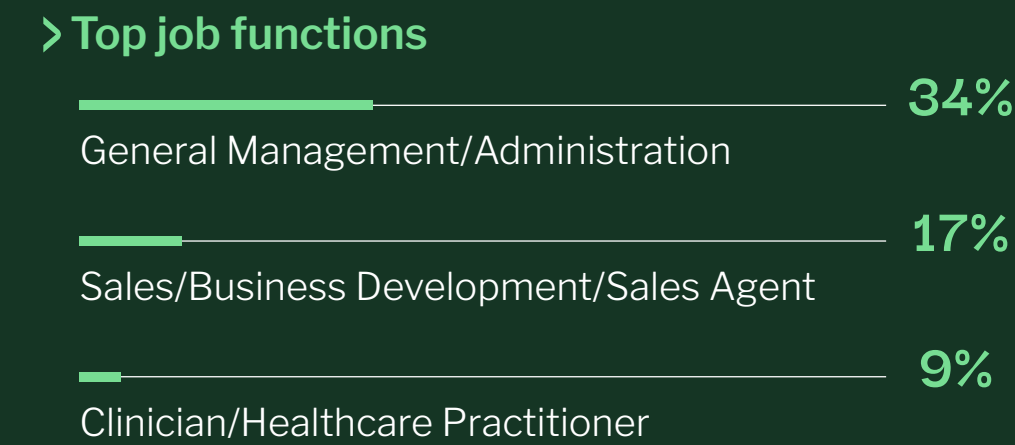 > Top job functions
34%
General Management/Administration
17%
Sales/Business Development/Sales Agent
9%
Clinician/Healthcare Practitioner